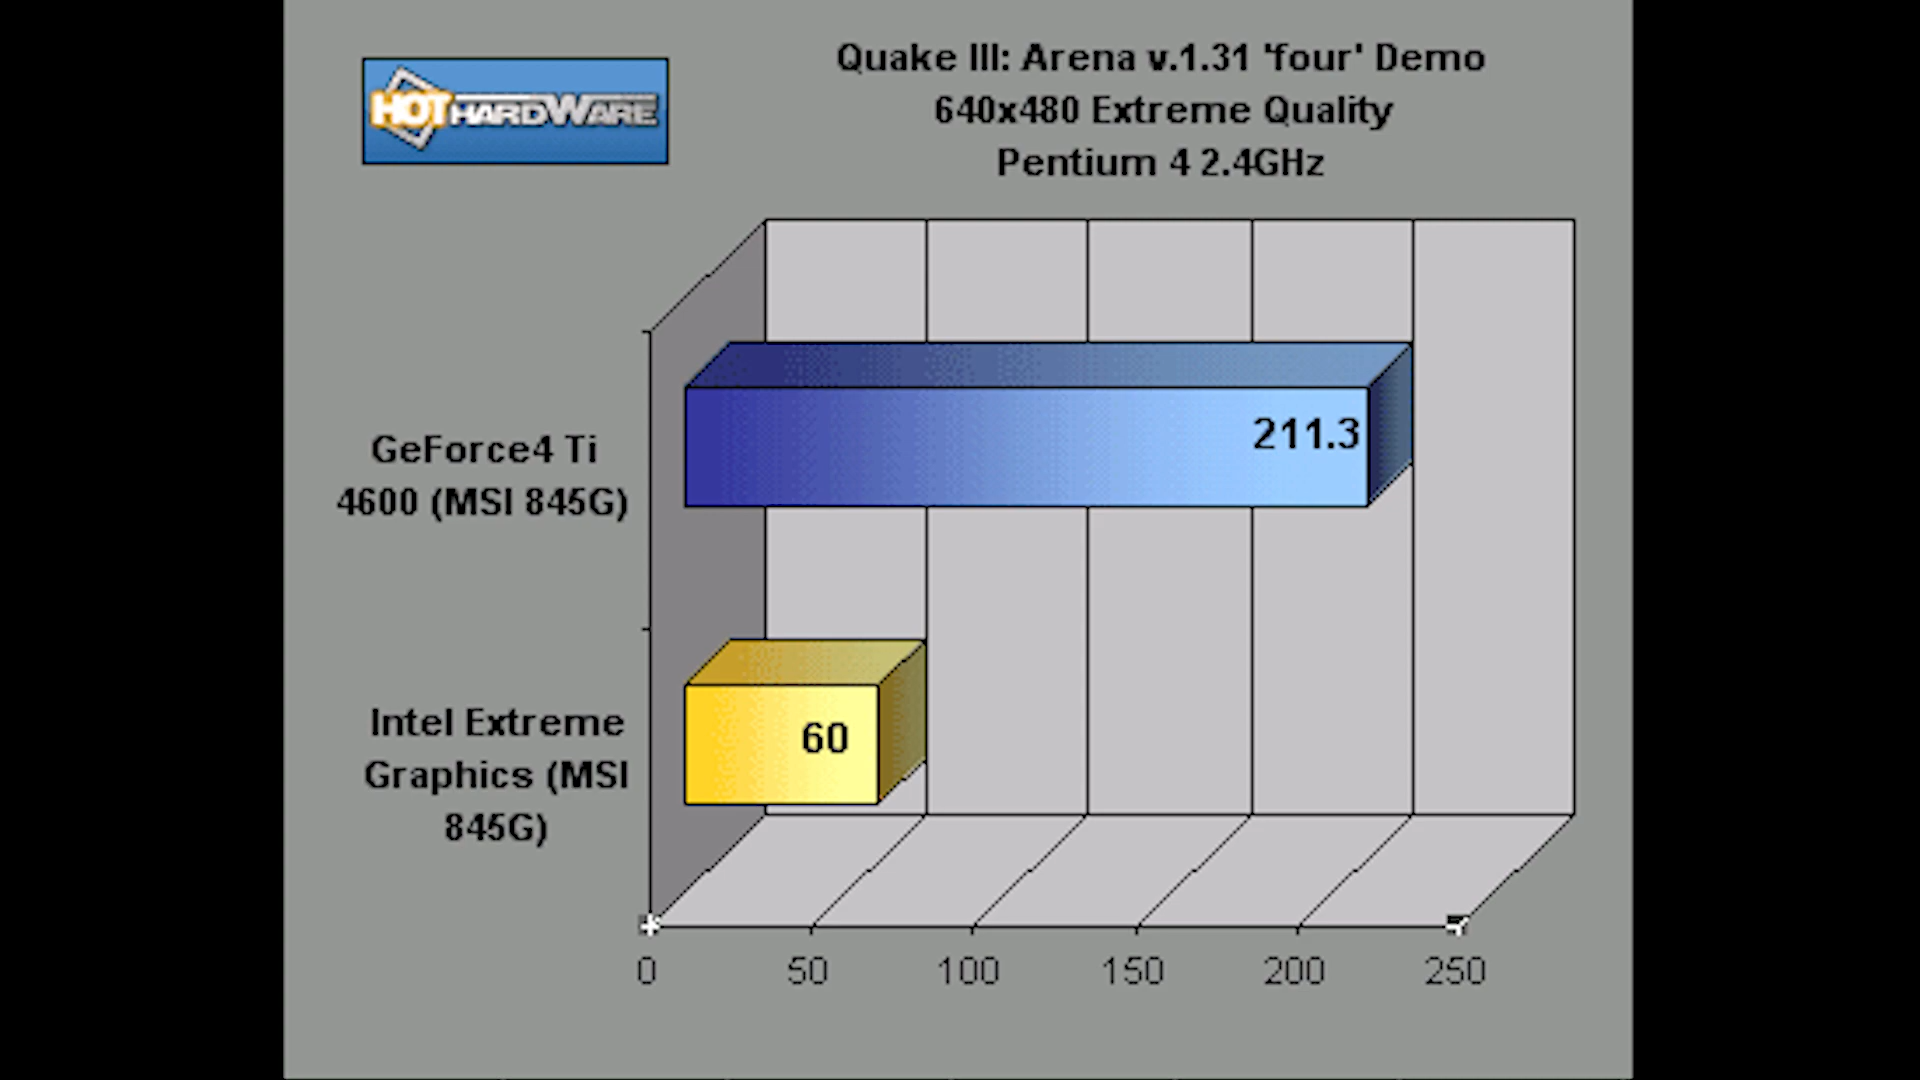 HOTHARDWARE
Quake III: Arena v.1.31 'four' Demo
640x480 Extreme Quality
Pentium 4 2.4GHz
GeForce4 Ti
4600 (MSI 845G)
211.3
Intel Extreme
Graphics (MSI
845G)
60
0 50 100 150 200 250